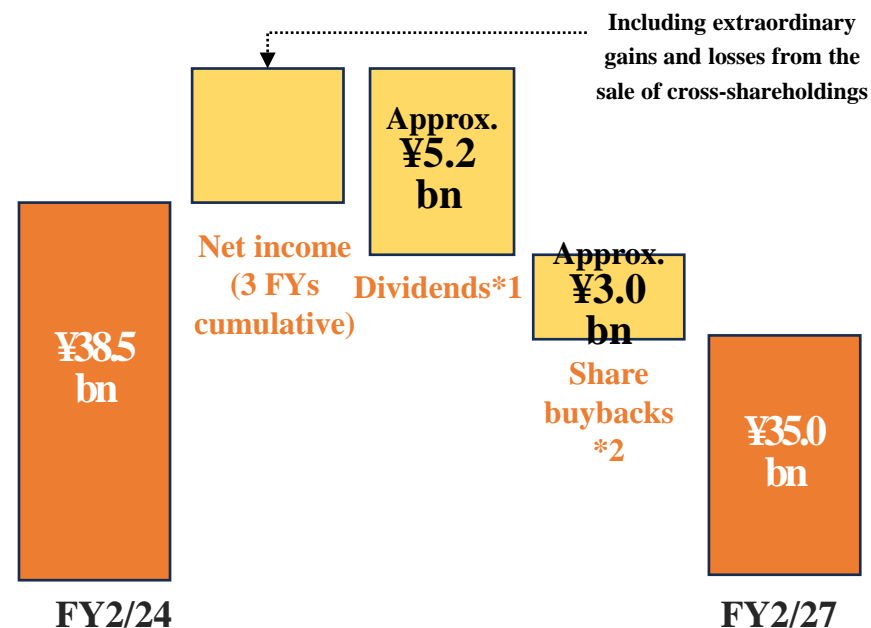 Including extraordinary
gains and losses from the
sale of cross-shareholdings
Approx.
¥5.2
bn
Net income
(3 FYs
cumulative)
Dividends*1
Approx.
¥3.0
bn
Share
buybacks
*2
¥38.5
bn
¥35.0
bn
FY2/24
FY2/27